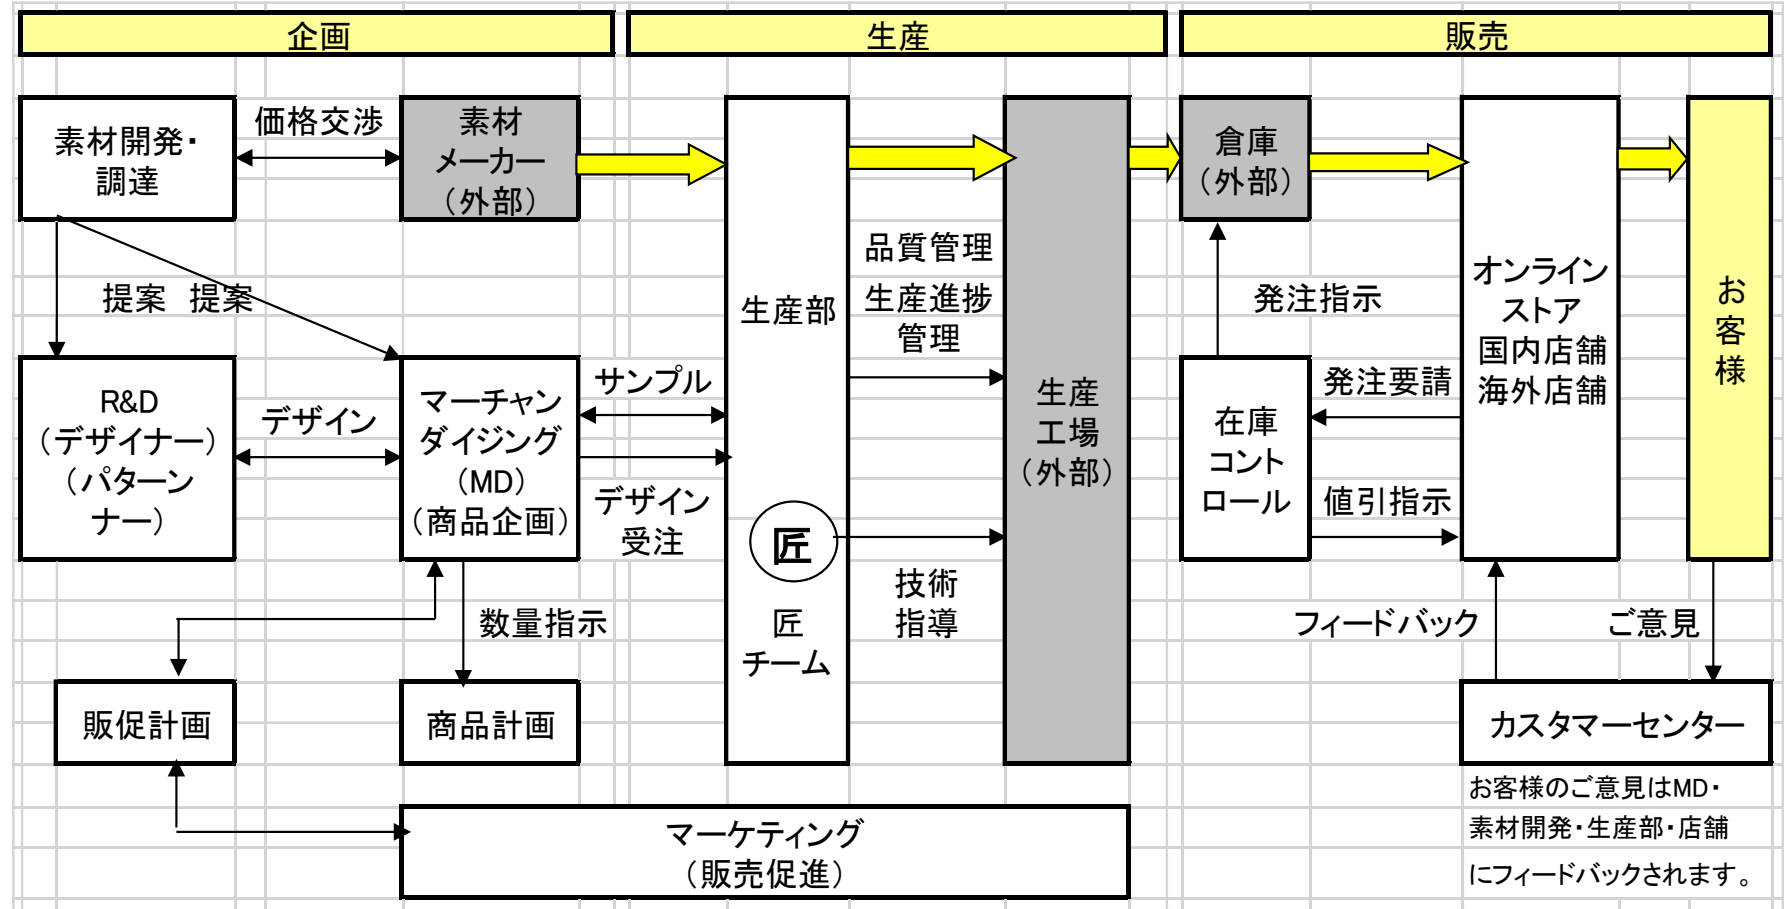 企画
生産
販売
素材開発・
調達
価格交渉
素材
メーカー
（外部）
倉庫
（外部）
提案
提案
品質管理
生産進捗
管理
生産部
発注指示
オンライン
ストア
国内店舗
海外店舗
お
客
様
R&D
（デザイナー）
（パターン
ナー）
デザイン
マーチャン
ダイジング
（MD）
（商品企画）
サンプル
デザイン
受注
生産
工場
（外部）
在庫
コント
ロール
発注要請
値引指示
匠
匠
チーム
技術
指導
数量指示
フィードバック
ご意見
販促計画
商品計画
カスタマーセンター
お客様のご意見はMD・
素材開発・生産部・店舗
にフィードバックされます。
マーケティング
（販売促進）